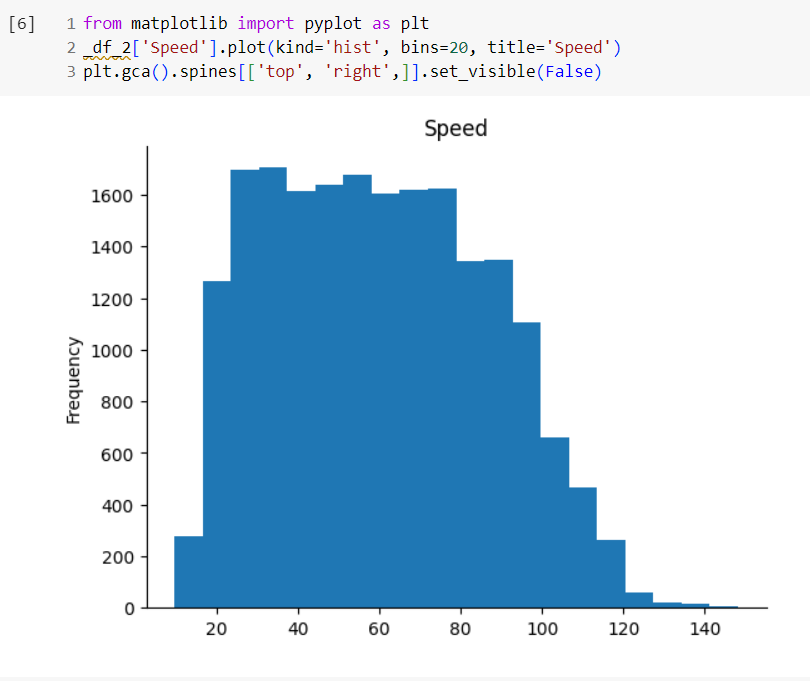 [6] 1 from matplotlib import pyplot as plt
2 _df_2['Speed'].plot(kind='hist', bins=20, title='Speed')
3 plt.gca().spines[['top', 'right',]].set_visible(False)
Speed
1600
1400
1200
1000
800
600
400
200
0
Frequency
20 40 60 80 100 120 140